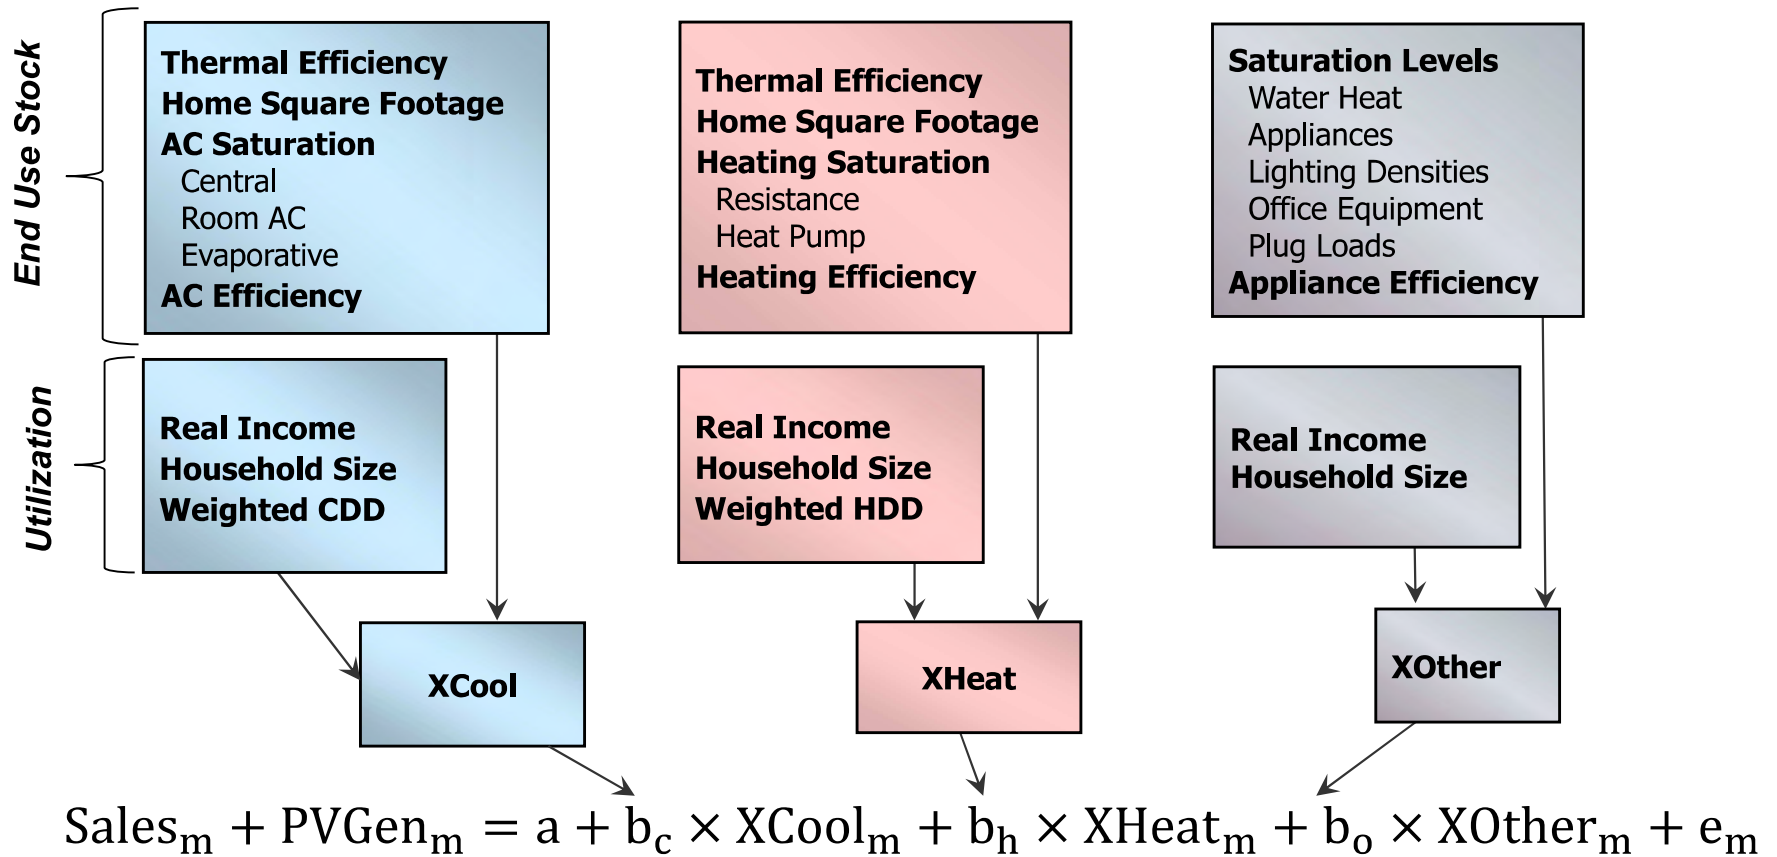 End Use Stock
Thermal Efficiency
Home Square Footage
AC Saturation
Central
Room AC
Evaporative
AC Efficiency
Thermal Efficiency
Home Square Footage
Heating Saturation
Resistance
Heat Pump
Heating Efficiency
Saturation Levels
Water Heat
Appliances
Lighting Densities
Office Equipment
Plug Loads
Appliance Efficiency
Utilization
Real Income
Household Size
Weighted CDD
Real Income
Household Size
Weighted HDD
Real Income
Household Size
XCool
XHeat
XOther
Salesₘ + PVGenₘ = a + b_c × XCoolₘ + bₕ × XHeatₘ + bₒ × XOtherₘ + eₘ